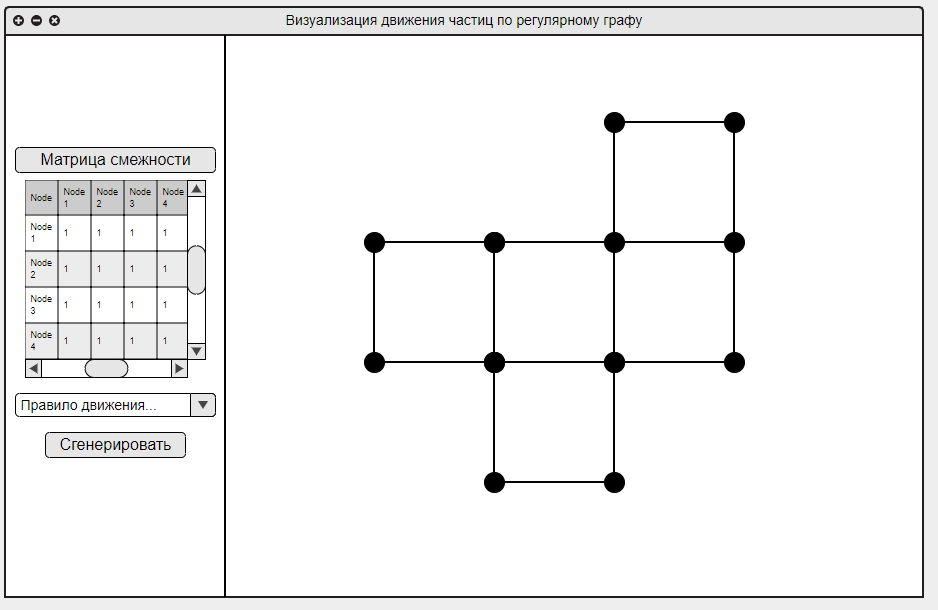 Визуализация движения частиц по регулярному графу
Матрица смежности
Node Node 1 Node 2 Node 3 Node 4
Node 1 1 1 1 1
Node 2 1 1 1 1
Node 3 1 1 1 1
Node 4 1 1 1 1
Правило движения...
Сгенерировать